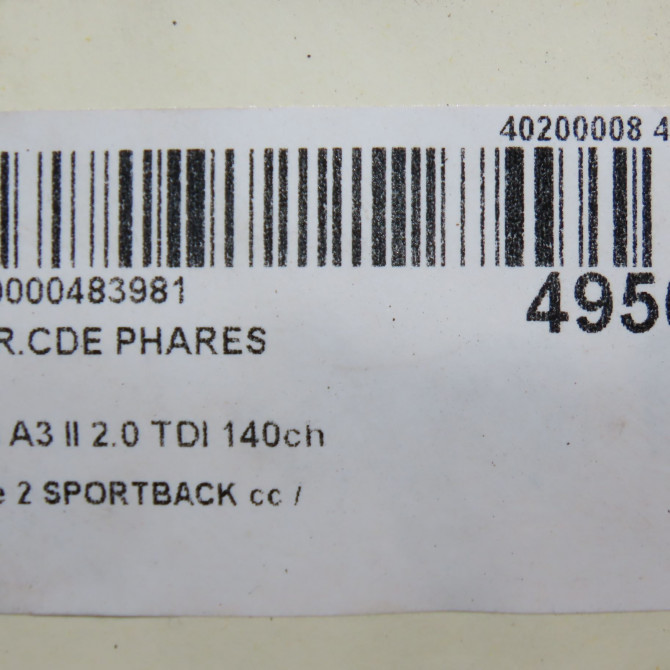 40200008 4
0000483981
495
R.CDE PHARES
A3 II 2.0 TDI 140ch
e 2 SPORTBACK cc /